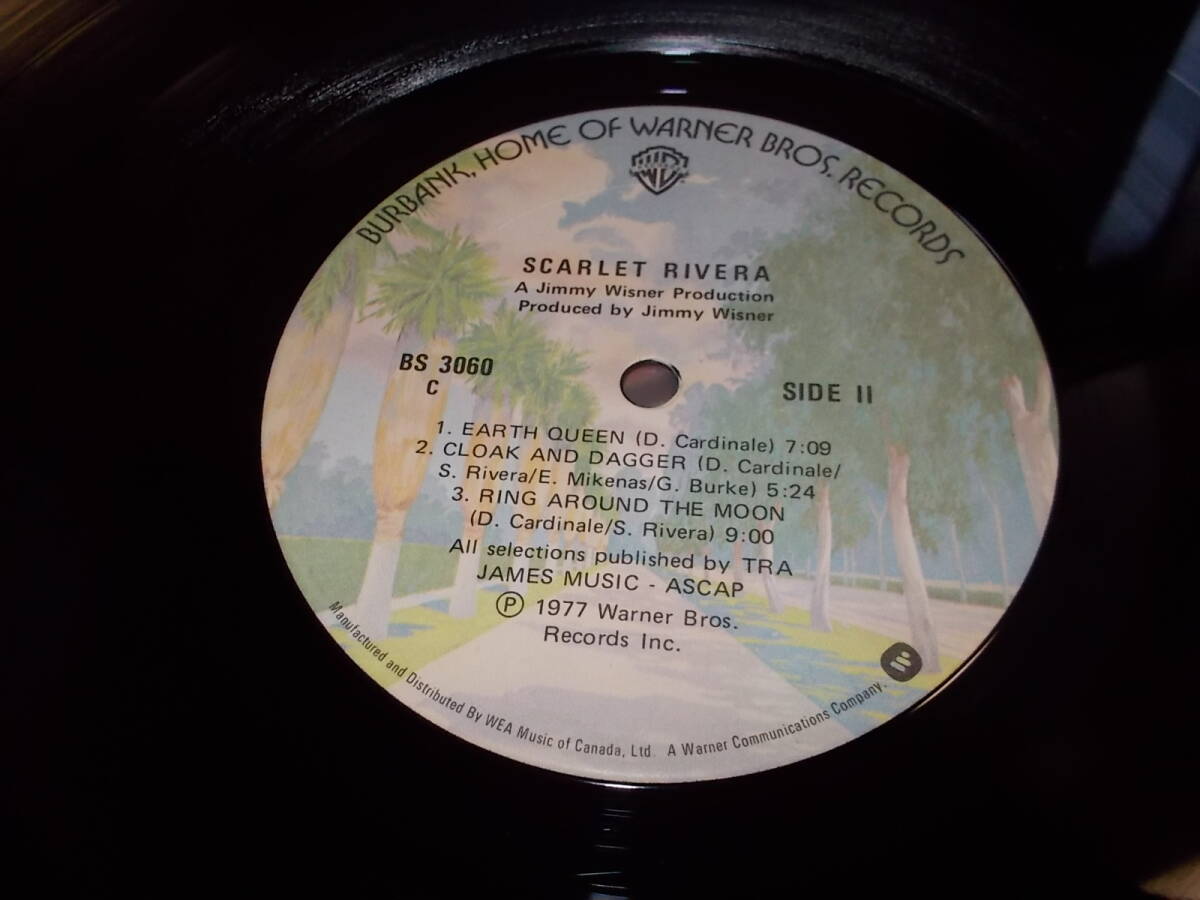 BURBANK, HOME OF WARNER BROS. RECORDS
SCARLET RIVERA
A Jimmy Wisner Production
Produced by Jimmy Wisner
BS 3060
C
SIDE II
1. EARTH QUEEN (D. Cardinale) 7:09
2. CLOAK AND DAGGER (D. Cardinale/
S. Rivera/E. Mikenas/G. Burke) 5:24
3. RING AROUND THE MOON
(D. Cardinale/S. Rivera) 9:00
All selections published by TRA
JAMES MUSIC - ASCAP
Ⓟ 1977 Warner Bros.
Records Inc.
Manufactured and Distributed By WEA Music of Canada, Ltd. A Warner Communications Company.